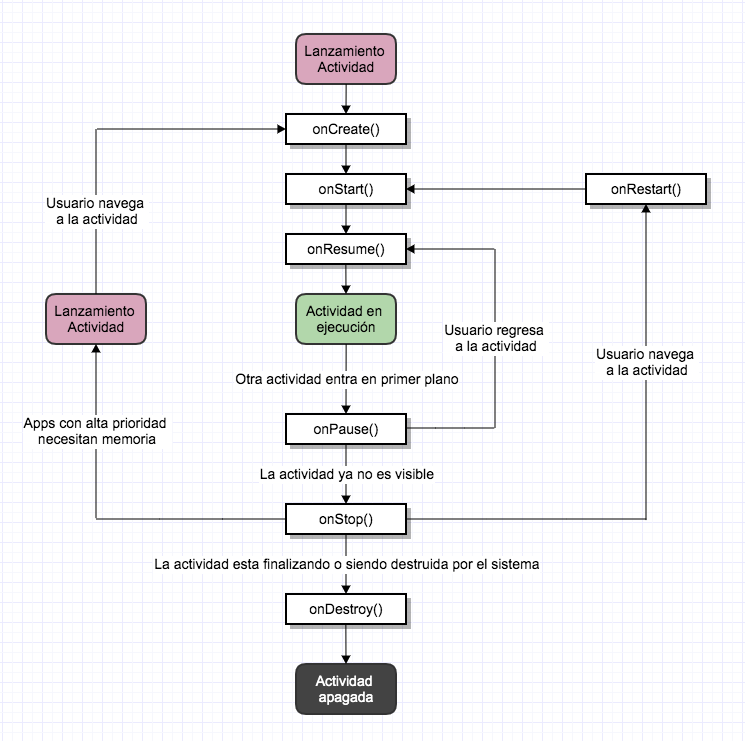 Lanzamiento
Actividad
onCreate()
onStart()
onRestart()
Usuario navega
a la actividad
onResume()
Lanzamiento
Actividad
Actividad en
ejecución
Usuario regresa
a la actividad
Usuario navega
a la actividad
Otra actividad entra en primer plano
Apps con alta prioridad
necesitan memoria
onPause()
La actividad ya no es visible
onStop()
La actividad esta finalizando o siendo destruida por el sistema
onDestroy()
Actividad
apagada